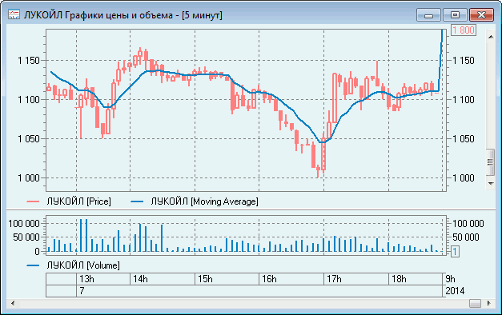 ЛУКОЙЛ Графики цены и объема - [5 минут]
1 800
1 150 1 150
1 100 1 100
1 050 1 050
1 000 1 000
ЛУКОЙЛ [Price] ЛУКОЙЛ [Moving Average]
100 000 100 000
50 000 50 000
0 1
ЛУКОЙЛ [Volume]
13h 14h 15h 16h 17h 18h 9h
7 2014